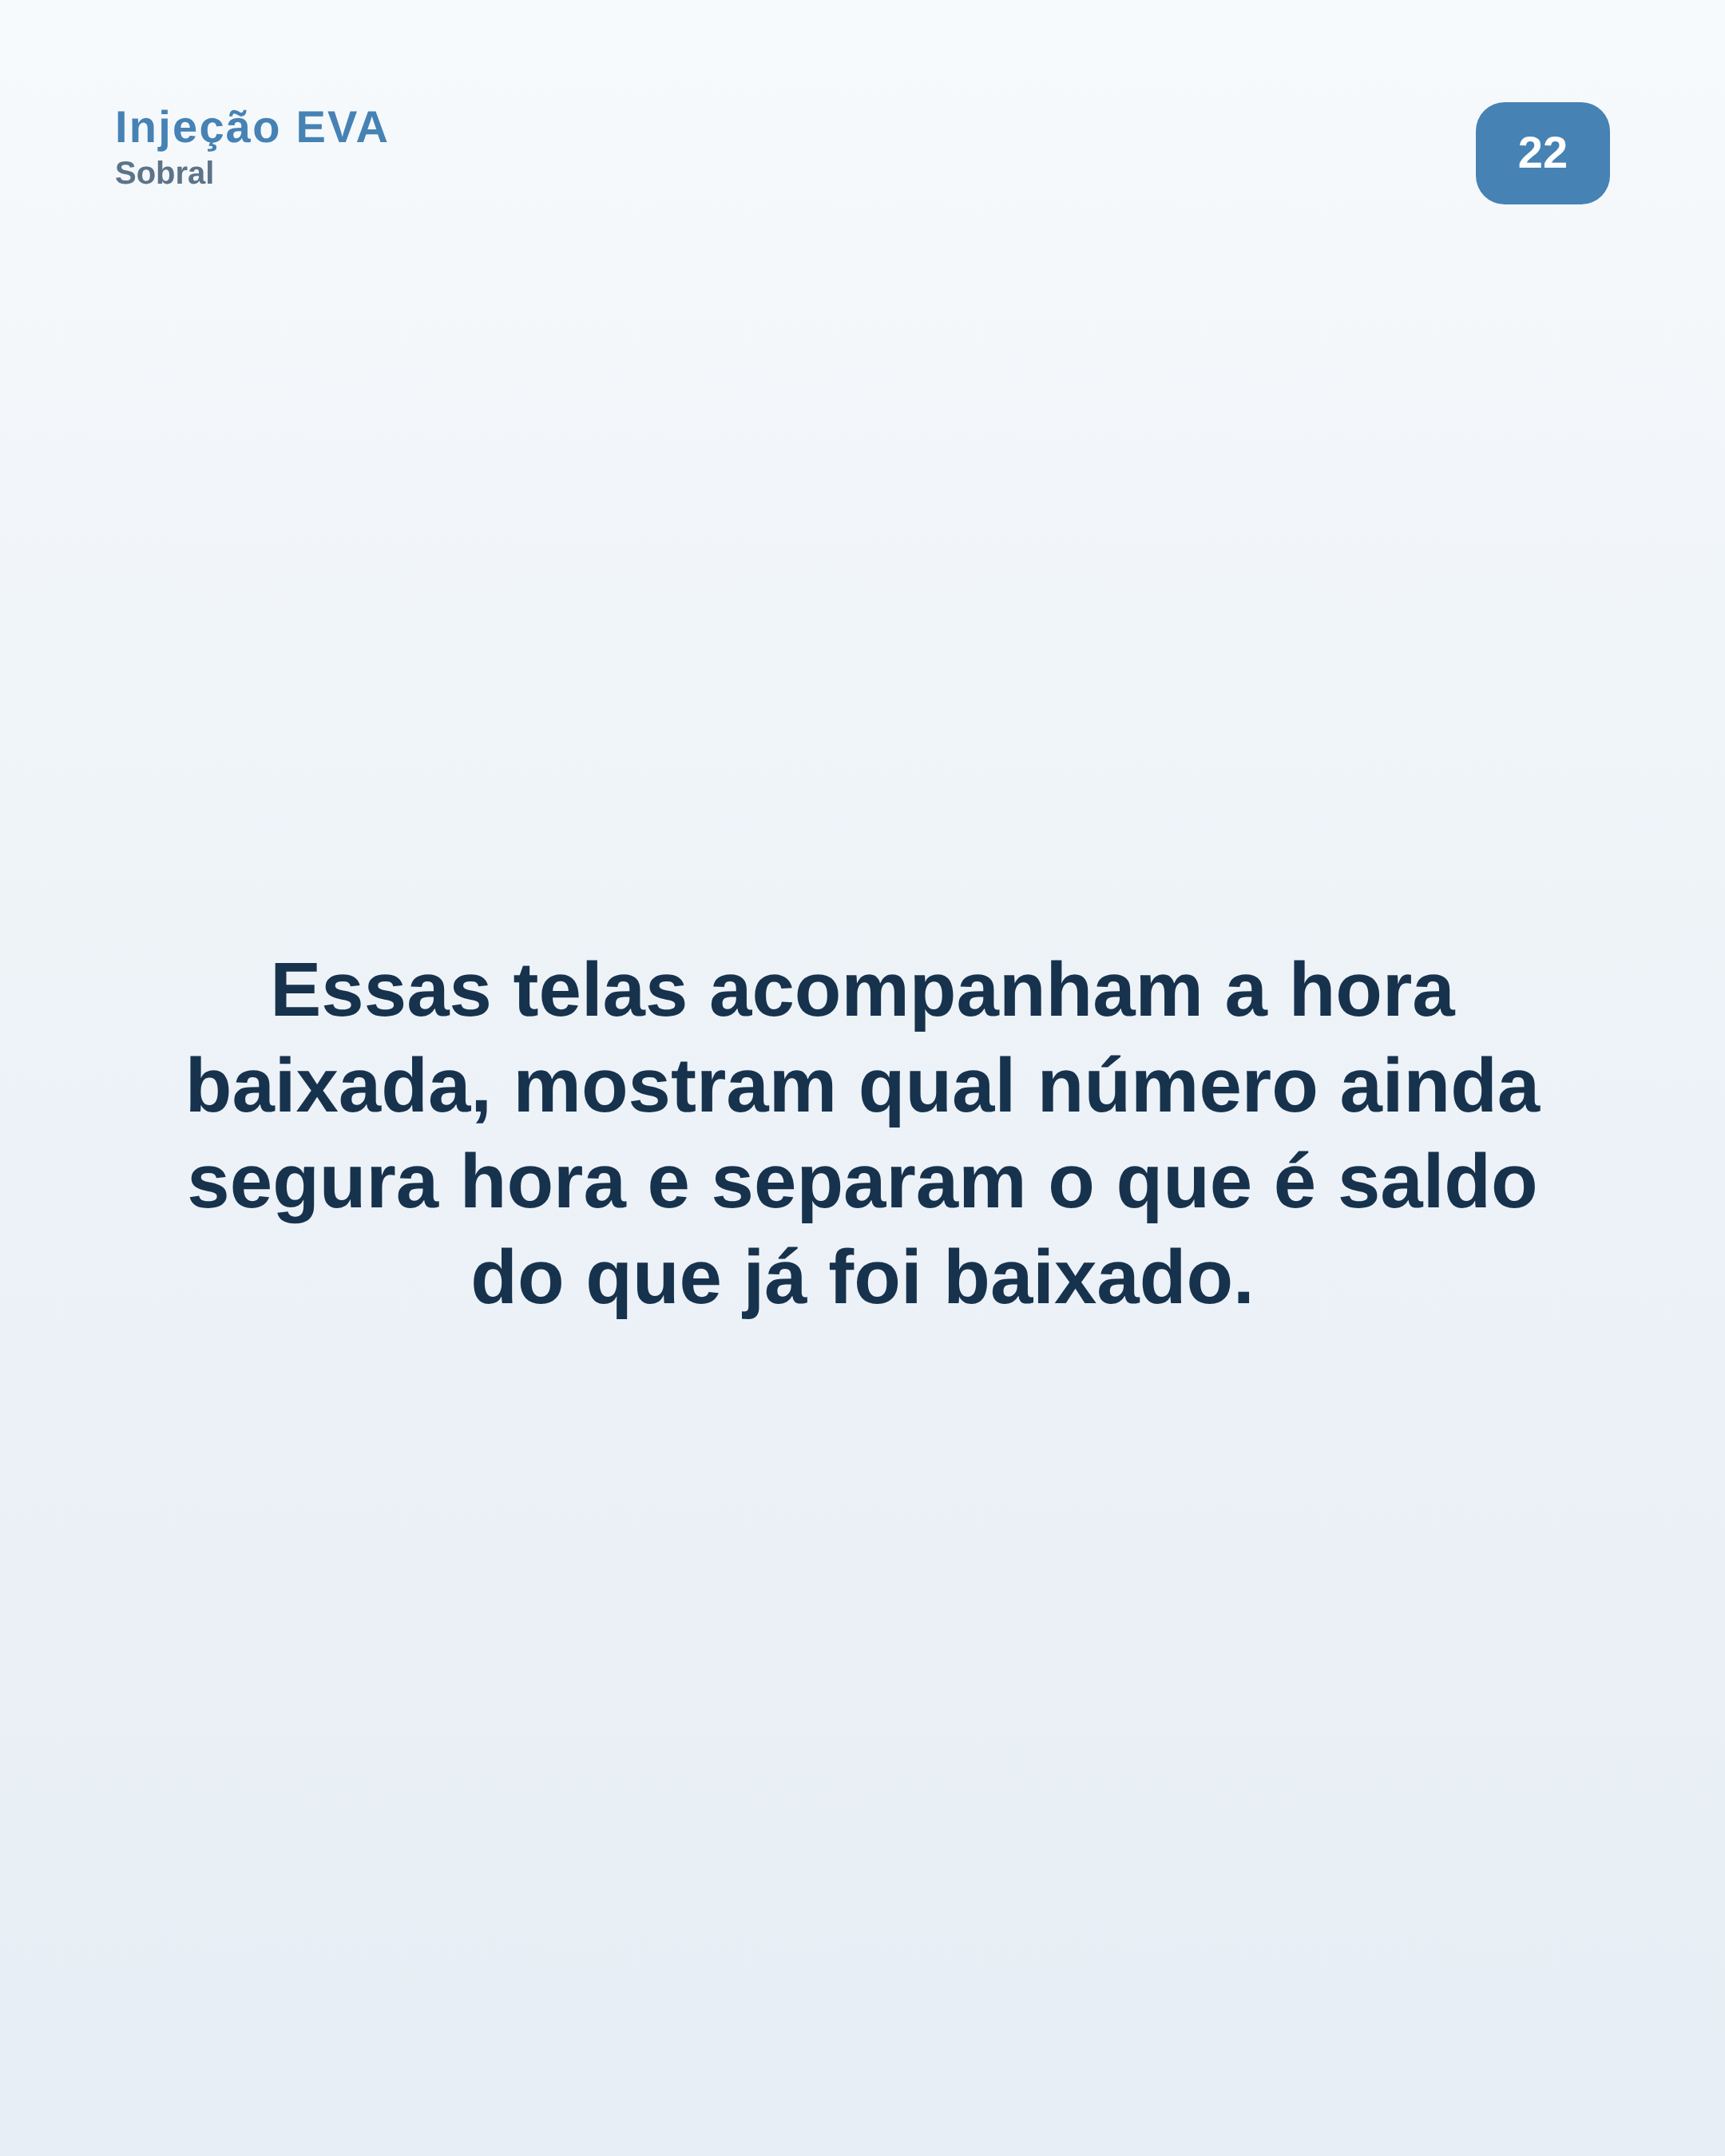 Injeção EVA
Sobral
22
Essas telas acompanham a hora
baixada, mostram qual número ainda
segura hora e separam o que é saldo
do que já foi baixado.